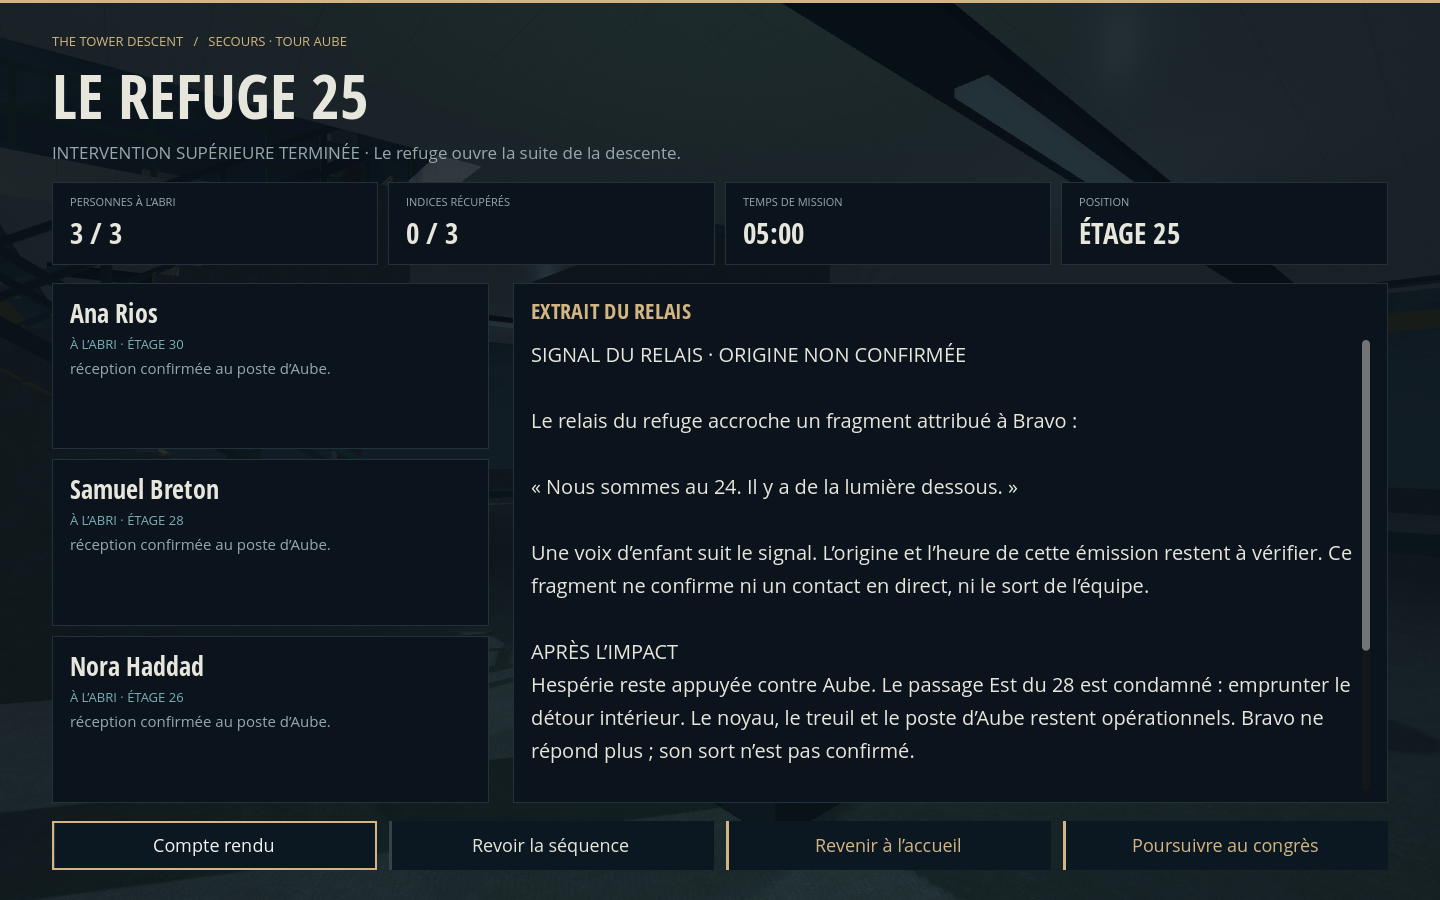 THE TOWER DESCENT / SECOURS · TOUR AUBE
LE REFUGE 25
INTERVENTION SUPÉRIEURE TERMINÉE · Le refuge ouvre la suite de la descente.
PERSONNES À L'ABRI
3 / 3
INDICES RÉCUPÉRÉS
0 / 3
TEMPS DE MISSION
05:00
POSITION
ÉTAGE 25
Ana Rios
À L'ABRI · ÉTAGE 30
réception confirmée au poste d'Aube.
Samuel Breton
À L'ABRI · ÉTAGE 28
réception confirmée au poste d'Aube.
Nora Haddad
À L'ABRI · ÉTAGE 26
réception confirmée au poste d'Aube.
EXTRAIT DU RELAIS
SIGNAL DU RELAIS · ORIGINE NON CONFIRMÉE
Le relais du refuge accroche un fragment attribué à Bravo :
« Nous sommes au 24. Il y a de la lumière dessous. »
Une voix d'enfant suit le signal. L'origine et l'heure de cette émission restent à vérifier. Ce
fragment ne confirme ni un contact en direct, ni le sort de l'équipe.
APRÈS L'IMPACT
Hespérie reste appuyée contre Aube. Le passage Est du 28 est condamné : emprunter le
détour intérieur. Le noyau, le treuil et le poste d'Aube restent opérationnels. Bravo ne
répond plus ; son sort n'est pas confirmé.
Compte rendu
Revoir la séquence
Revenir à l'accueil
Poursuivre au congrès